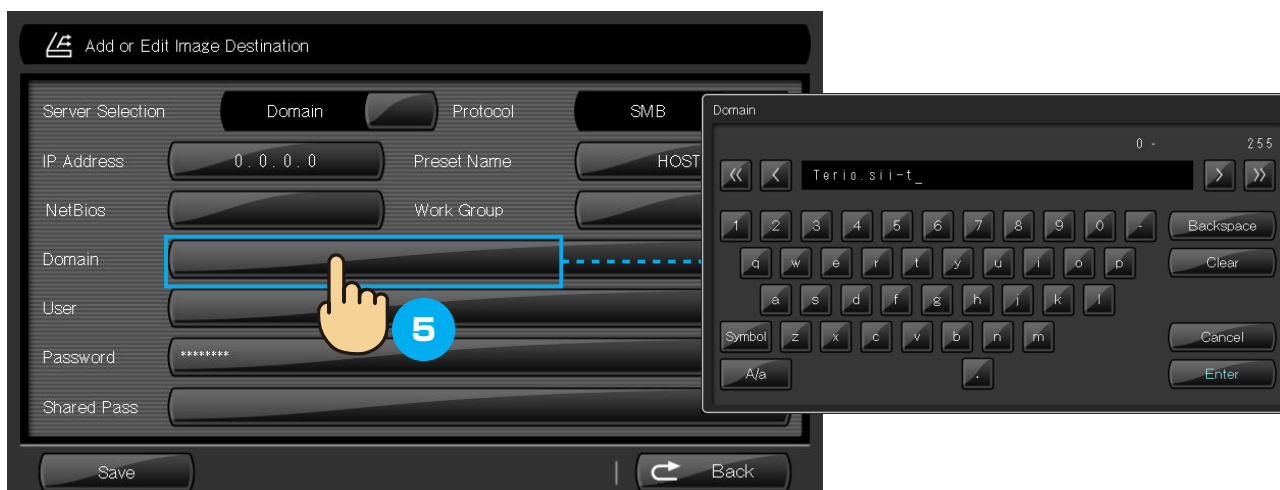 Add or Edit Image Destination
Server Selection Domain Protocol SMB
IP Address 0 . 0 . 0 . 0 Preset Name HOST
NetBios Work Group
Domain
User
5
Password ********
Shared Pass
Save | Back
Domain
0 - 255
« < Terio.sii-t_ > »
1 2 3 4 5 6 7 8 9 0 - Backspace
q w e r t y u i o p Clear
a s d f g h j k l
Symbol z x c v b n m Cancel
A/a . Enter